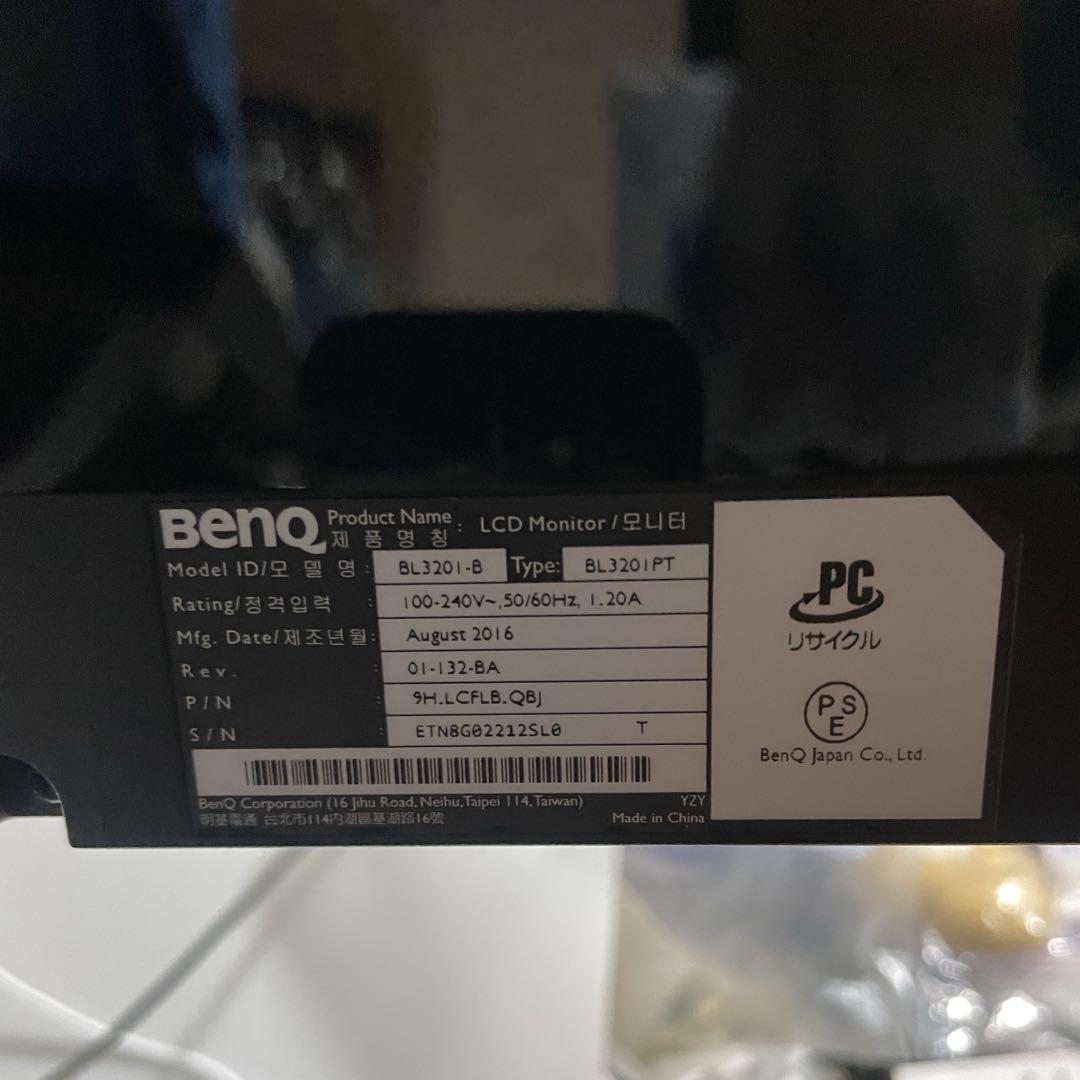 BenQ Product Name : LCD Monitor / 모니터
제 품 명 칭
Model ID/모 델 명 : BL3201-B Type: BL3201PT
Rating/정격입력 : 100-240V~,50/60Hz, 1.20A
Mfg. Date/제조년월: August 2016
Rev. : 01-132-BA
P/N : 9H.LCFLB.QBJ
S/N : ETN8G02212SL0 T
BenQ Corporation (16 Jihu Road, Neihu,Taipei 114,Taiwan) YZY
明基電通 台北市114內湖區基湖路16號 Made in China
PC
リサイクル
PSE
BenQ Japan Co., Ltd.